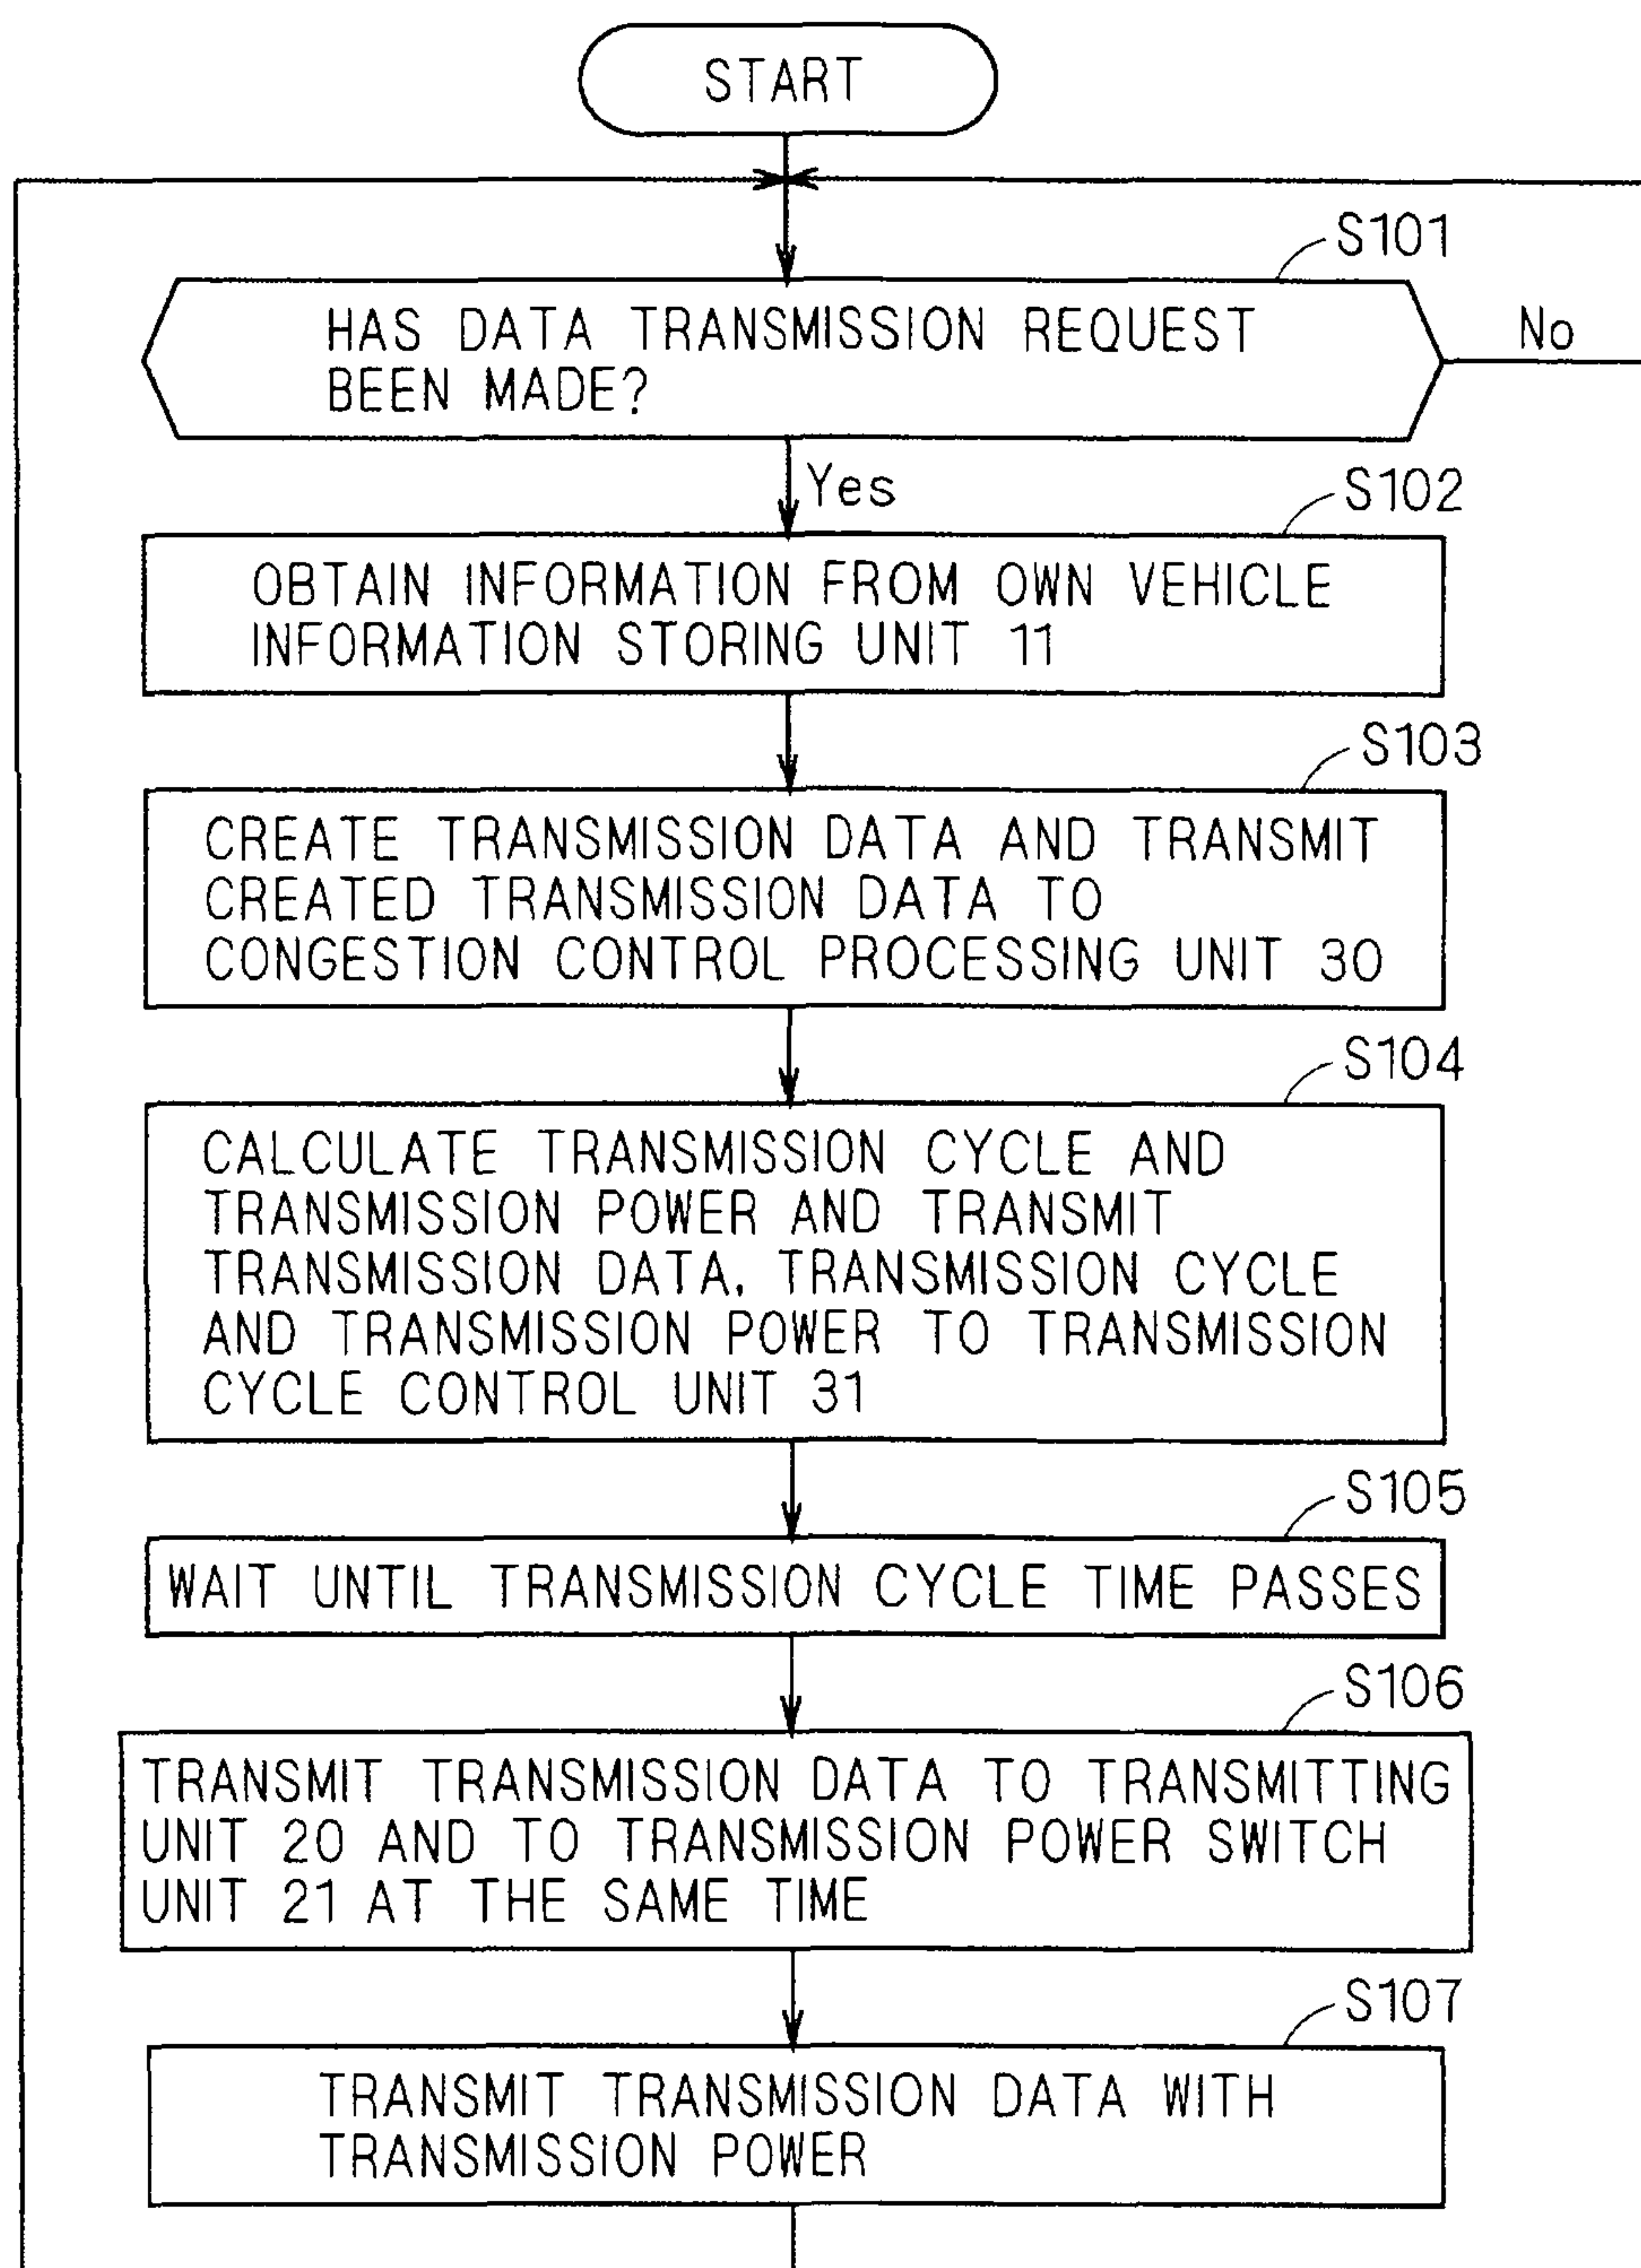 START
S101
HAS DATA TRANSMISSION REQUEST
BEEN MADE?
No
Yes
S102
OBTAIN INFORMATION FROM OWN VEHICLE
INFORMATION STORING UNIT 11
S103
CREATE TRANSMISSION DATA AND TRANSMIT
CREATED TRANSMISSION DATA TO
CONGESTION CONTROL PROCESSING UNIT 30
S104
CALCULATE TRANSMISSION CYCLE AND
TRANSMISSION POWER AND TRANSMIT
TRANSMISSION DATA, TRANSMISSION CYCLE
AND TRANSMISSION POWER TO TRANSMISSION
CYCLE CONTROL UNIT 31
S105
WAIT UNTIL TRANSMISSION CYCLE TIME PASSES
S106
TRANSMIT TRANSMISSION DATA TO TRANSMITTING
UNIT 20 AND TO TRANSMISSION POWER SWITCH
UNIT 21 AT THE SAME TIME
S107
TRANSMIT TRANSMISSION DATA WITH
TRANSMISSION POWER